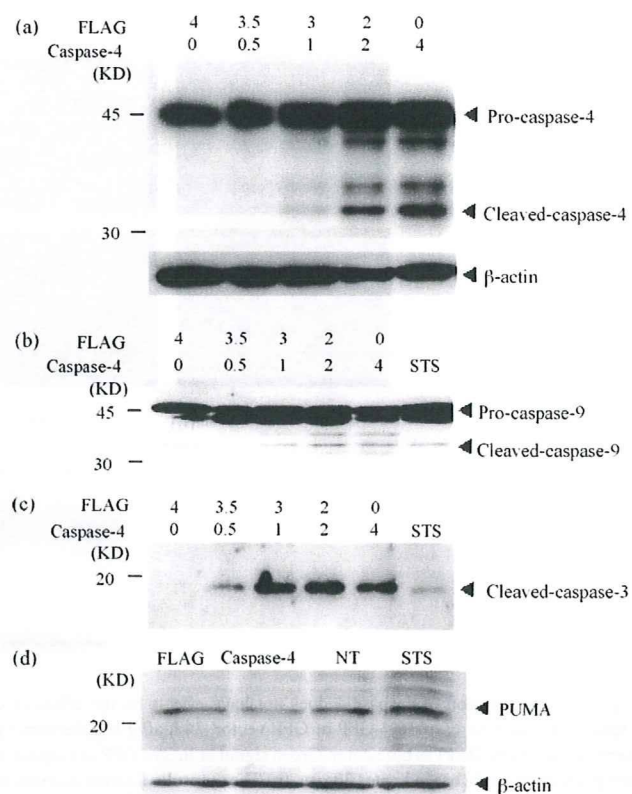 (a) FLAG 4 3.5 3 2 0
Caspase-4 0 0.5 1 2 4
(KD)
45
Pro-caspase-4
Cleaved-caspase-4
30
β-actin
(b) FLAG 4 3.5 3 2 0
Caspase-4 0 0.5 1 2 4 STS
(KD)
45
Pro-caspase-9
Cleaved-caspase-9
30
(c) FLAG 4 3.5 3 2 0
Caspase-4 0 0.5 1 2 4 STS
(KD)
20
Cleaved-caspase-3
(d) FLAG Caspase-4 NT STS
(KD)
PUMA
20
β-actin